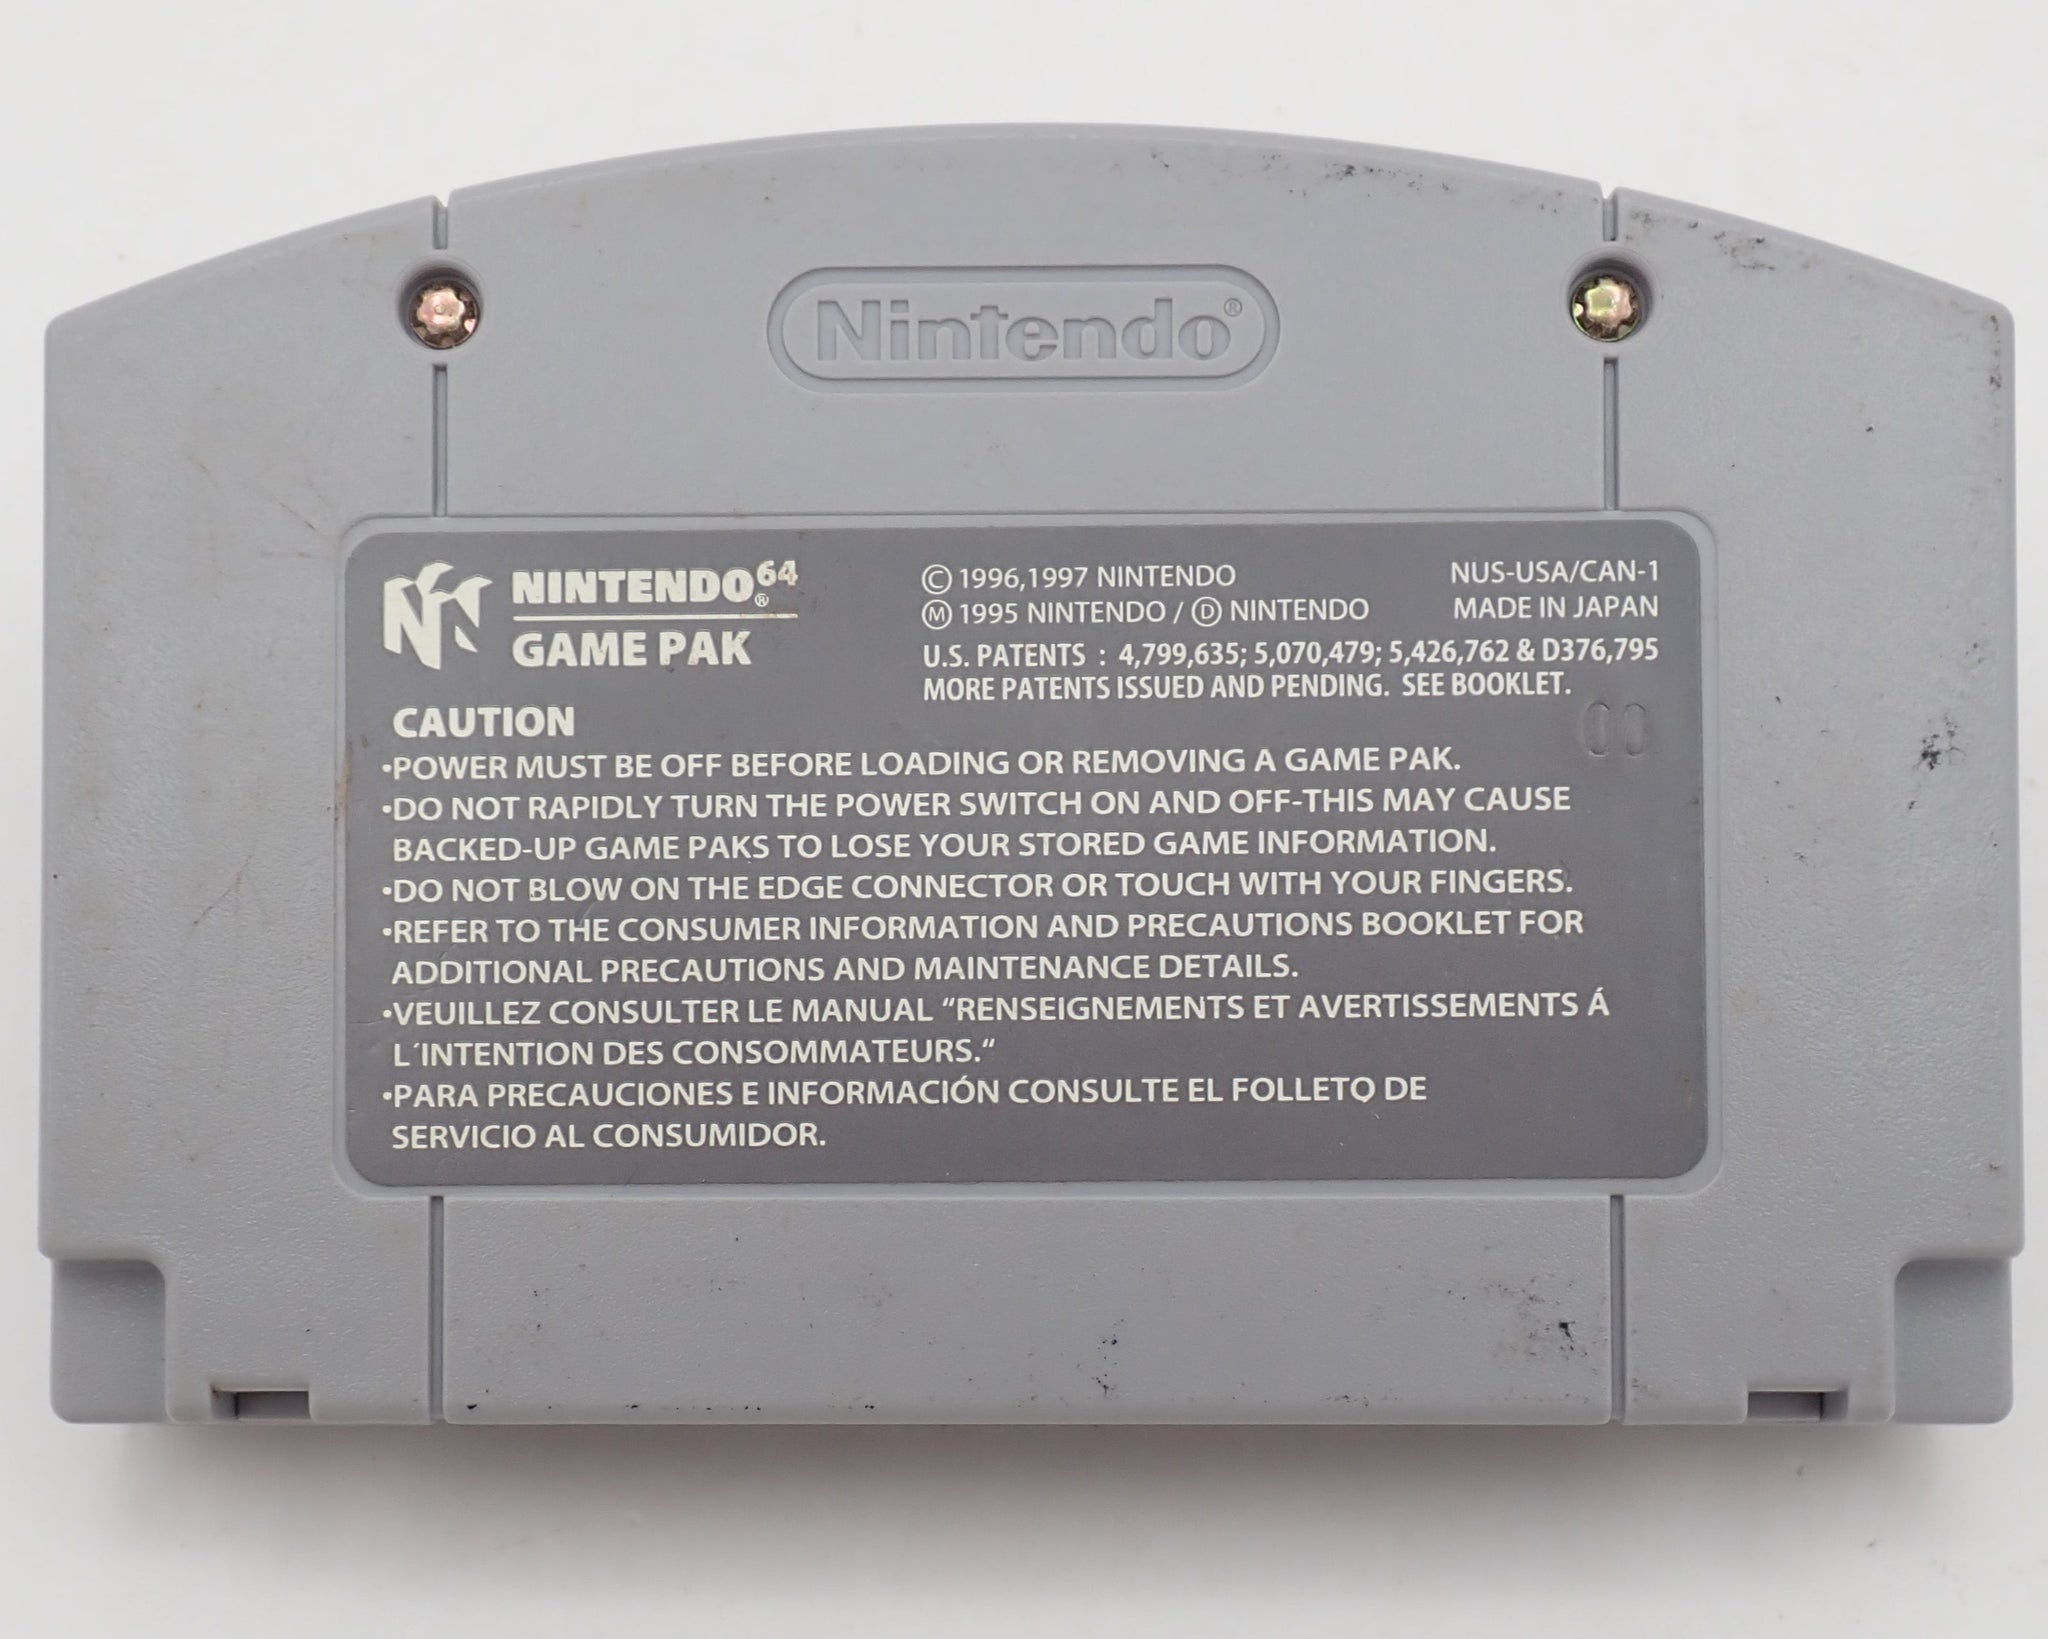 Nintendo®
NINTENDO64®
GAME PAK
© 1996,1997 NINTENDO
Ⓜ 1995 NINTENDO / Ⓓ NINTENDO
NUS-USA/CAN-1
MADE IN JAPAN
U.S. PATENTS : 4,799,635; 5,070,479; 5,426,762 & D376,795
MORE PATENTS ISSUED AND PENDING. SEE BOOKLET.
00
CAUTION
•POWER MUST BE OFF BEFORE LOADING OR REMOVING A GAME PAK.
•DO NOT RAPIDLY TURN THE POWER SWITCH ON AND OFF-THIS MAY CAUSE
BACKED-UP GAME PAKS TO LOSE YOUR STORED GAME INFORMATION.
•DO NOT BLOW ON THE EDGE CONNECTOR OR TOUCH WITH YOUR FINGERS.
•REFER TO THE CONSUMER INFORMATION AND PRECAUTIONS BOOKLET FOR
ADDITIONAL PRECAUTIONS AND MAINTENANCE DETAILS.
•VEUILLEZ CONSULTER LE MANUAL “RENSEIGNEMENTS ET AVERTISSEMENTS Á
L´INTENTION DES CONSOMMATEURS.“
•PARA PRECAUCIONES E INFORMACIÓN CONSULTE EL FOLLETO DE
SERVICIO AL CONSUMIDOR.